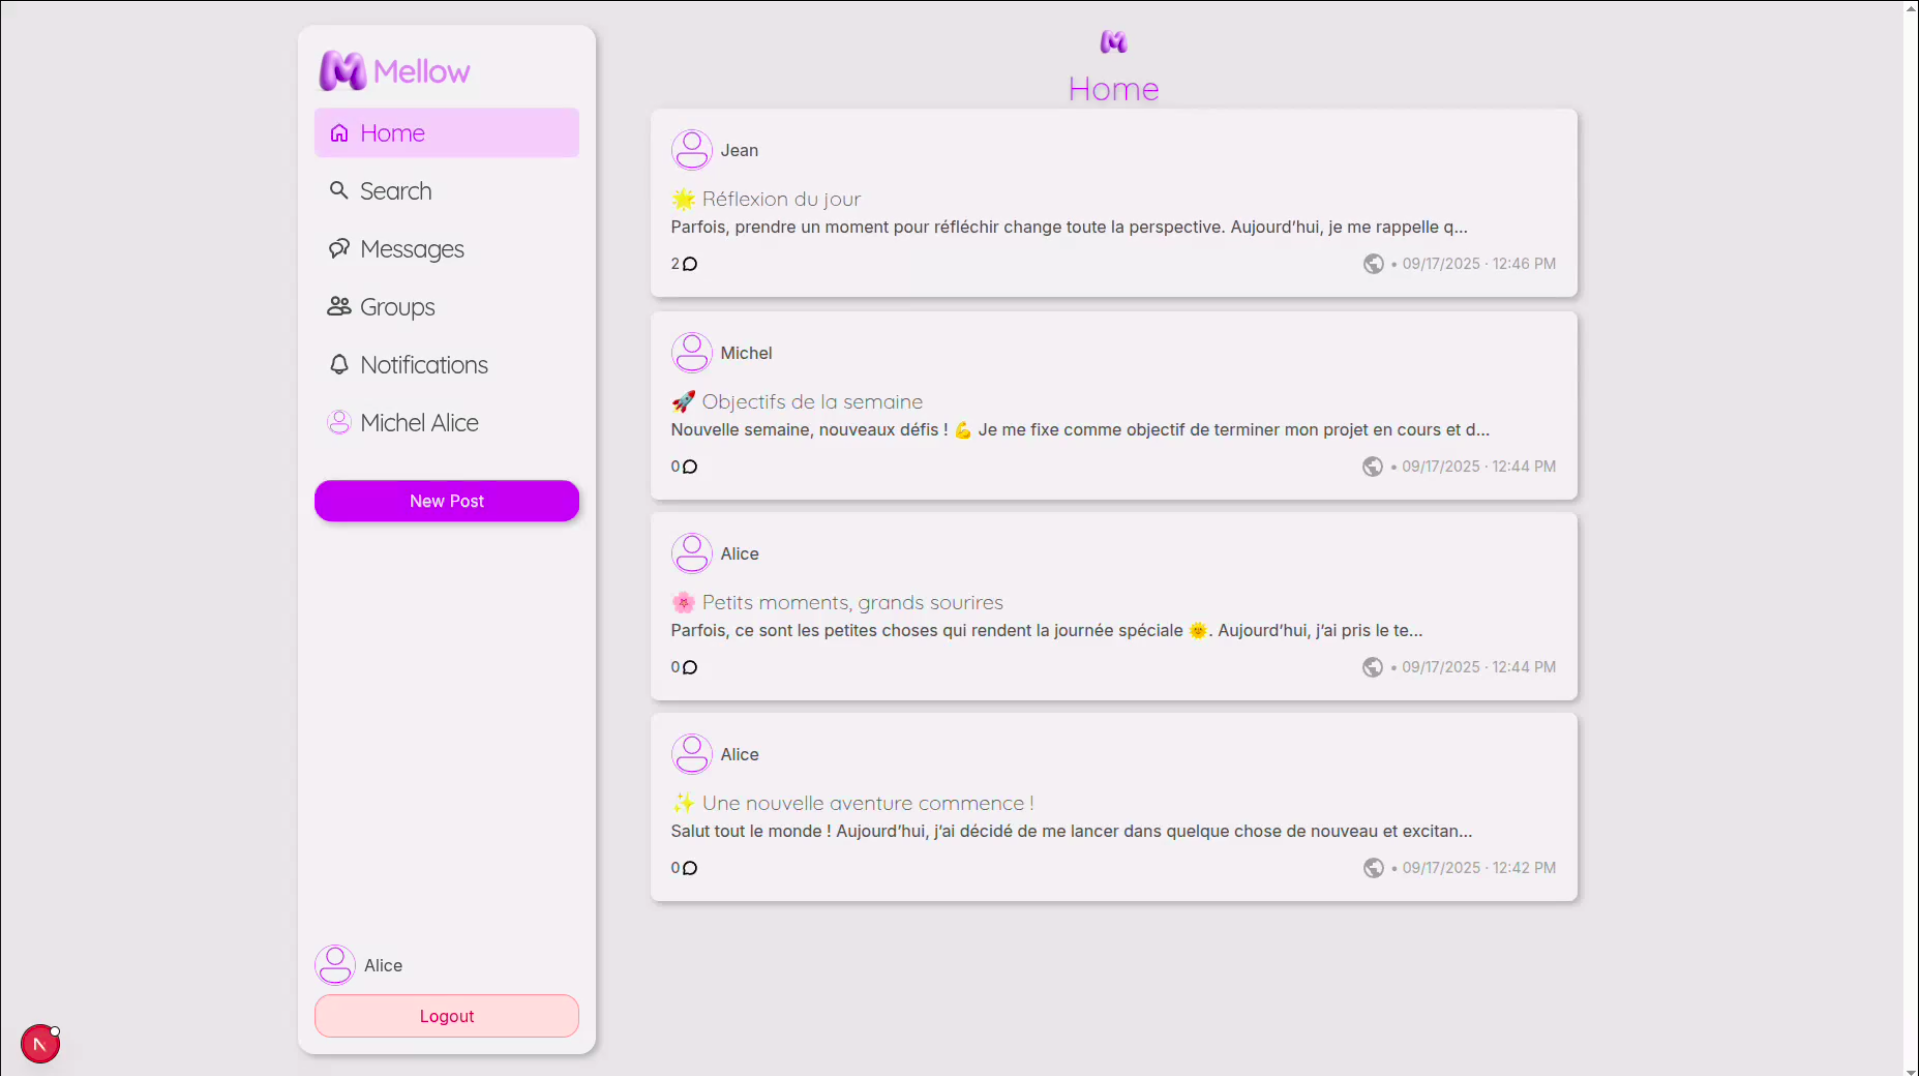 Mellow
Home
Search
Messages
Groups
Notifications
Michel Alice
New Post
Alice
Logout
N
M
Home
Jean
🌟 Réflexion du jour
Parfois, prendre un moment pour réfléchir change toute la perspective. Aujourd’hui, je me rappelle q...
2
• 09/17/2025 · 12:46 PM
Michel
🚀 Objectifs de la semaine
Nouvelle semaine, nouveaux défis ! 💪 Je me fixe comme objectif de terminer mon projet en cours et d...
0
• 09/17/2025 · 12:44 PM
Alice
🌸 Petits moments, grands sourires
Parfois, ce sont les petites choses qui rendent la journée spéciale 🌞. Aujourd’hui, j’ai pris le te...
0
• 09/17/2025 · 12:44 PM
Alice
✨ Une nouvelle aventure commence !
Salut tout le monde ! Aujourd’hui, j’ai décidé de me lancer dans quelque chose de nouveau et excitan...
0
• 09/17/2025 · 12:42 PM